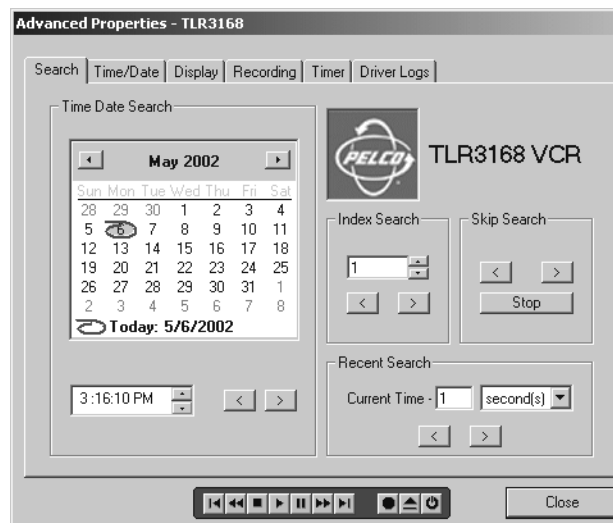 Advanced Properties - TLR3168
Search Time/Date Display Recording Timer Driver Logs
Time Date Search
May 2002
Sun Mon Tue Wed Thu Fri Sat
28 29 30 1 2 3 4
5 6 7 8 9 10 11
12 13 14 15 16 17 18
19 20 21 22 23 24 25
26 27 28 29 30 31 1
2 3 4 5 6 7 8
Today: 5/6/2002
3:16:10 PM
< >
PELCO
TLR3168 VCR
Index Search
1
< >
Skip Search
< >
Stop
Recent Search
Current Time - 1 second(s)
< >
Close